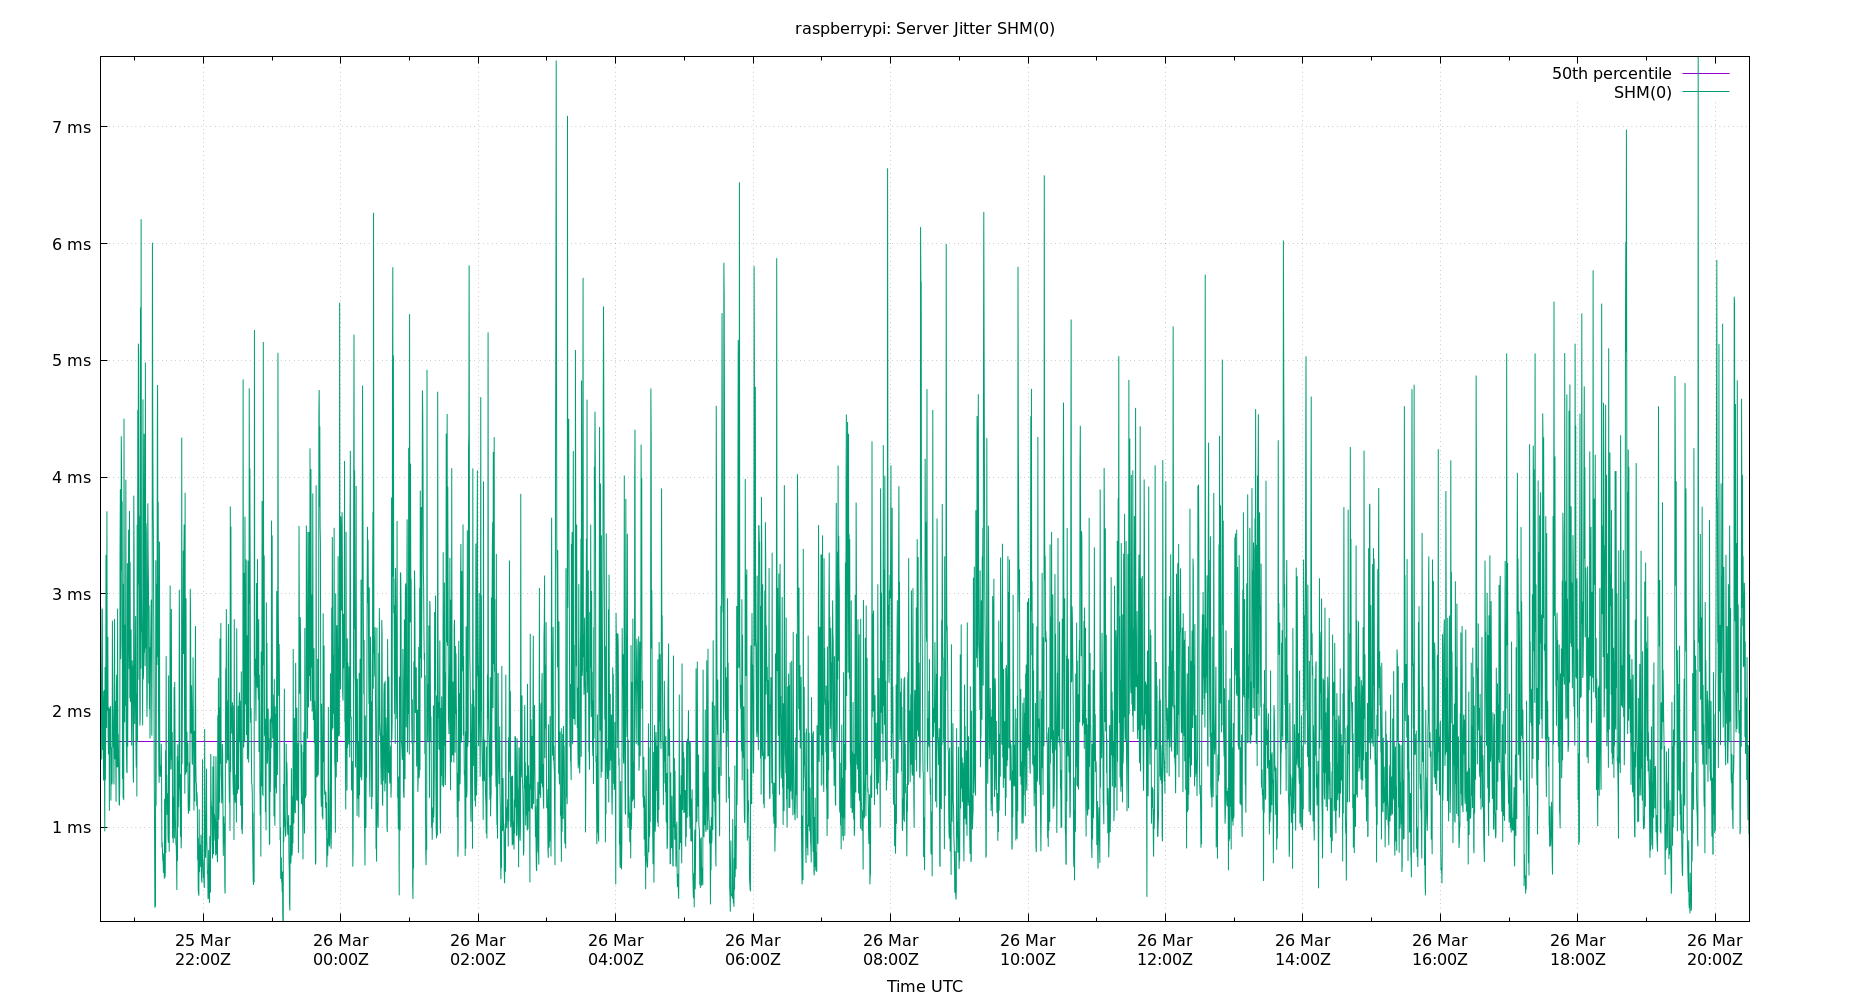 raspberrypi: Server Jitter SHM(0)
50th percentile
SHM(0)
7 ms
6 ms
5 ms
4 ms
3 ms
2 ms
1 ms
25 Mar 26 Mar 26 Mar 26 Mar 26 Mar 26 Mar 26 Mar 26 Mar 26 Mar 26 Mar 26 Mar 26 Mar
22:00Z 00:00Z 02:00Z 04:00Z 06:00Z 08:00Z 10:00Z 12:00Z 14:00Z 16:00Z 18:00Z 20:00Z
Time UTC